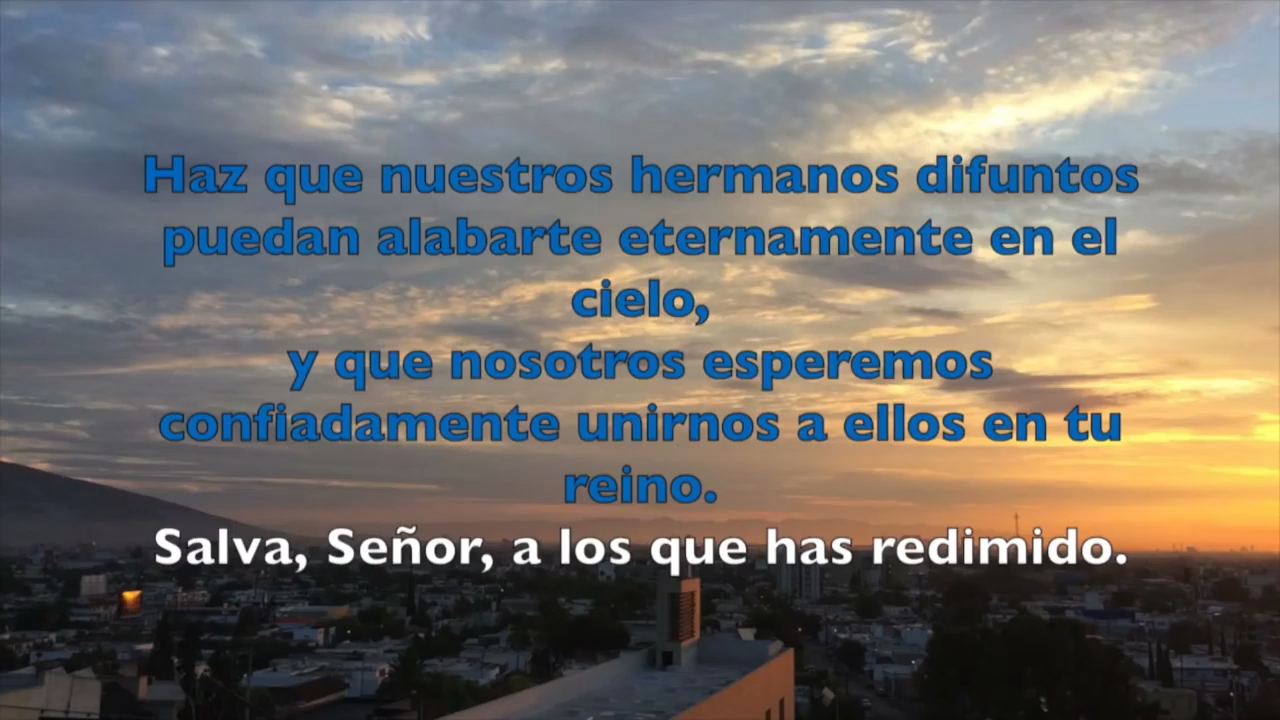 Haz que nuestros hermanos difuntos
puedan alabarte eternamente en el
cielo,
y que nosotros esperemos
confiadamente unirnos a ellos en tu
reino.
Salva, Señor, a los que has redimido.